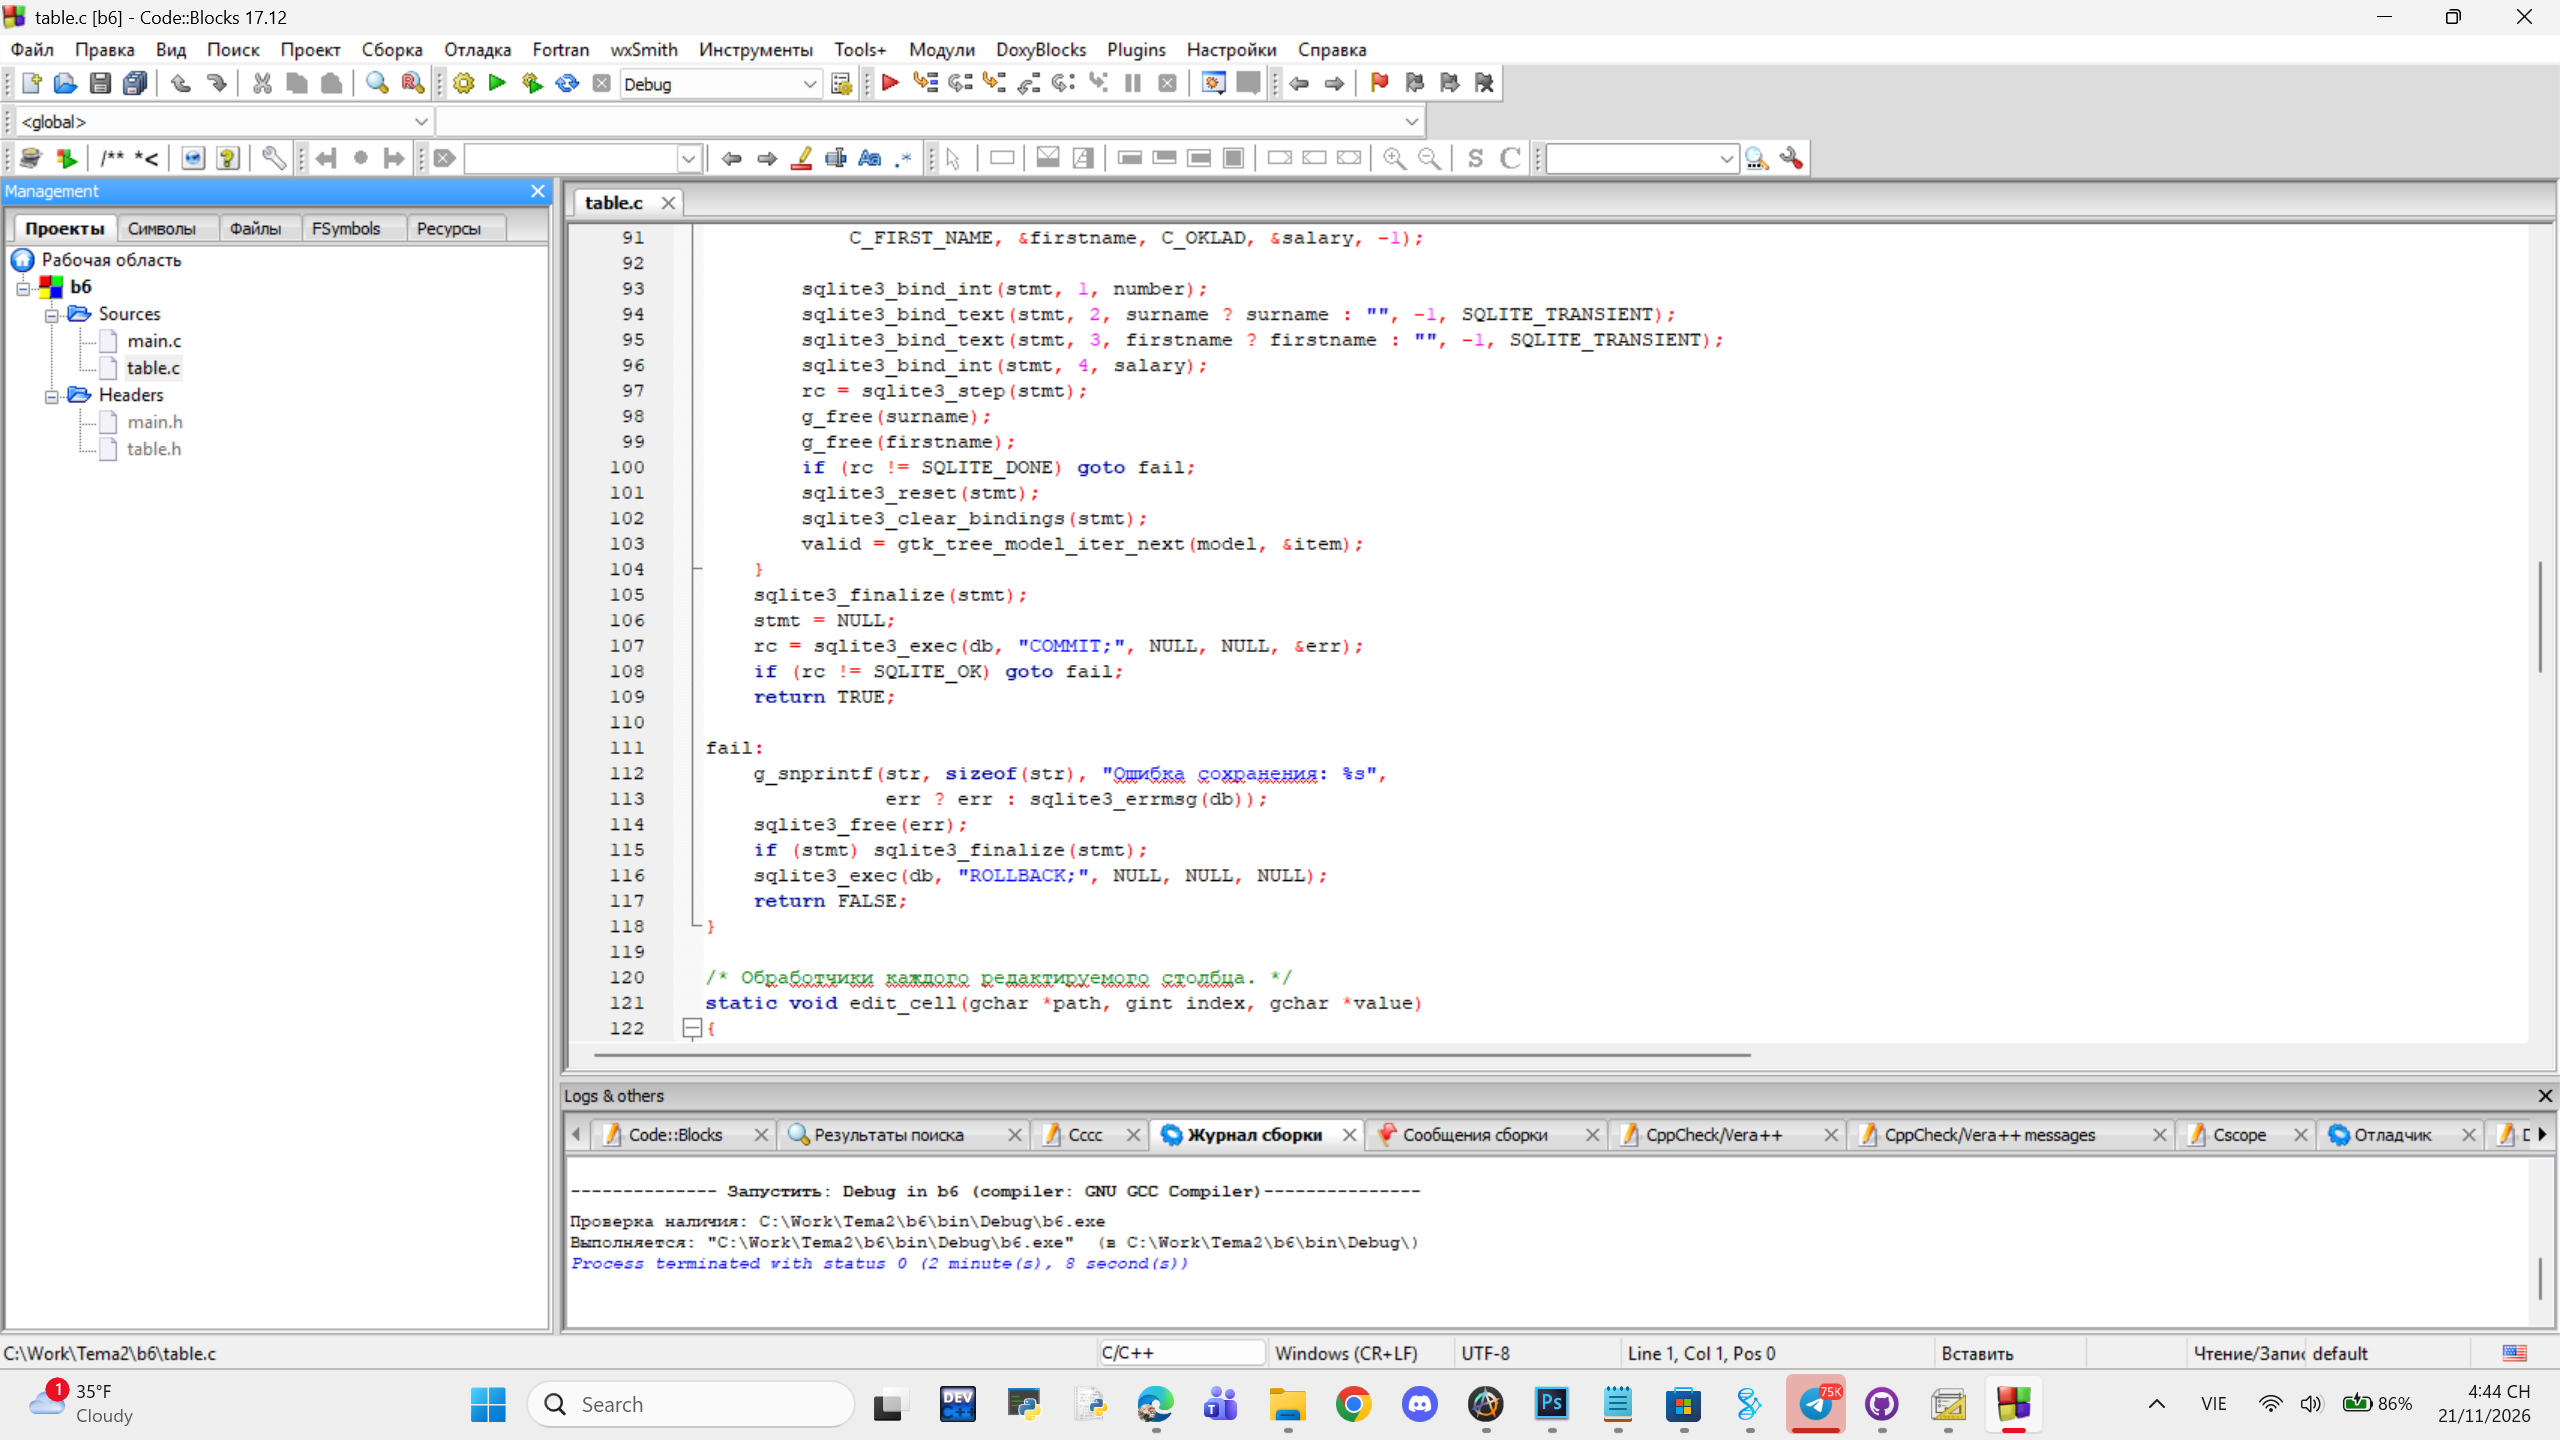 table.c [b6] - Code::Blocks 17.12
Файл Правка Вид Поиск Проект Сборка Отладка Fortran wxSmith Инструменты Tools+ Модули DoxyBlocks Plugins Настройки Справка
Debug
<global>
/** *<
Aa .*
S C
Management
Проекты Символы Файлы FSymbols Ресурсы
Рабочая область
b6
Sources
main.c
table.c
Headers
main.h
table.h
table.c
91 C_FIRST_NAME, &firstname, C_OKLAD, &salary, -1);
92
93 sqlite3_bind_int(stmt, 1, number);
94 sqlite3_bind_text(stmt, 2, surname ? surname : "", -1, SQLITE_TRANSIENT);
95 sqlite3_bind_text(stmt, 3, firstname ? firstname : "", -1, SQLITE_TRANSIENT);
96 sqlite3_bind_int(stmt, 4, salary);
97 rc = sqlite3_step(stmt);
98 g_free(surname);
99 g_free(firstname);
100 if (rc != SQLITE_DONE) goto fail;
101 sqlite3_reset(stmt);
102 sqlite3_clear_bindings(stmt);
103 valid = gtk_tree_model_iter_next(model, &item);
104 }
105 sqlite3_finalize(stmt);
106 stmt = NULL;
107 rc = sqlite3_exec(db, "COMMIT;", NULL, NULL, &err);
108 if (rc != SQLITE_OK) goto fail;
109 return TRUE;
110
111 fail:
112 g_snprintf(str, sizeof(str), "Ошибка сохранения: %s",
113 err ? err : sqlite3_errmsg(db));
114 sqlite3_free(err);
115 if (stmt) sqlite3_finalize(stmt);
116 sqlite3_exec(db, "ROLLBACK;", NULL, NULL, NULL);
117 return FALSE;
118 }
119
120 /* Обработчики каждого редактируемого столбца. */
121 static void edit_cell(gchar *path, gint index, gchar *value)
122 {
Logs & others
Code::Blocks Результаты поиска Cccc Журнал сборки Сообщения сборки CppCheck/Vera++ CppCheck/Vera++ messages Cscope Отладчик
-------------- Запустить: Debug in b6 (compiler: GNU GCC Compiler)---------------
Проверка наличия: C:\Work\Tema2\b6\bin\Debug\b6.exe
Выполняется: "C:\Work\Tema2\b6\bin\Debug\b6.exe" (в C:\Work\Tema2\b6\bin\Debug\)
Process terminated with status 0 (2 minute(s), 8 second(s))
C:\Work\Tema2\b6\table.c C/C++ Windows (CR+LF) UTF-8 Line 1, Col 1, Pos 0 Вставить Чтение/Запис default
1
35°F
Cloudy
Search
DEV C++
Ps
75K
VIE
86%
4:44 CH
21/11/2026